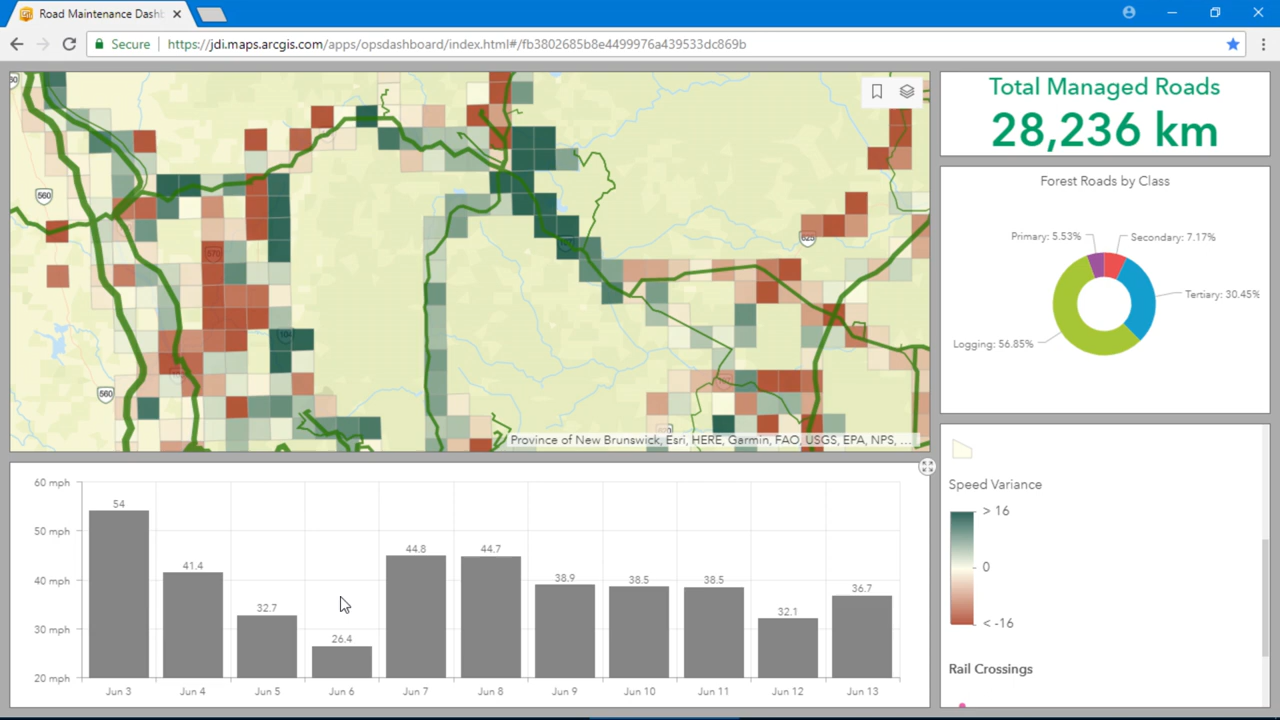 Road Maintenance Dashb
Secure
https://jdi.maps.arcgis.com/apps/opsdashboard/index.html#/fb3802685b8e4499976a439533dc869b
560
560
625
Province of New Brunswick, Esri, HERE, Garmin, FAO, USGS, EPA, NPS, ...
Total Managed Roads
28,236 km
Forest Roads by Class
Primary: 5.53%
Secondary: 7.17%
Tertiary: 30.45%
Logging: 56.85%
Speed Variance
> 16
0
< -16
Rail Crossings
60 mph
50 mph
40 mph
30 mph
20 mph
54
41.4
32.7
26.4
44.8
44.7
38.9
38.5
38.5
32.1
36.7
Jun 3
Jun 4
Jun 5
Jun 6
Jun 7
Jun 8
Jun 9
Jun 10
Jun 11
Jun 12
Jun 13